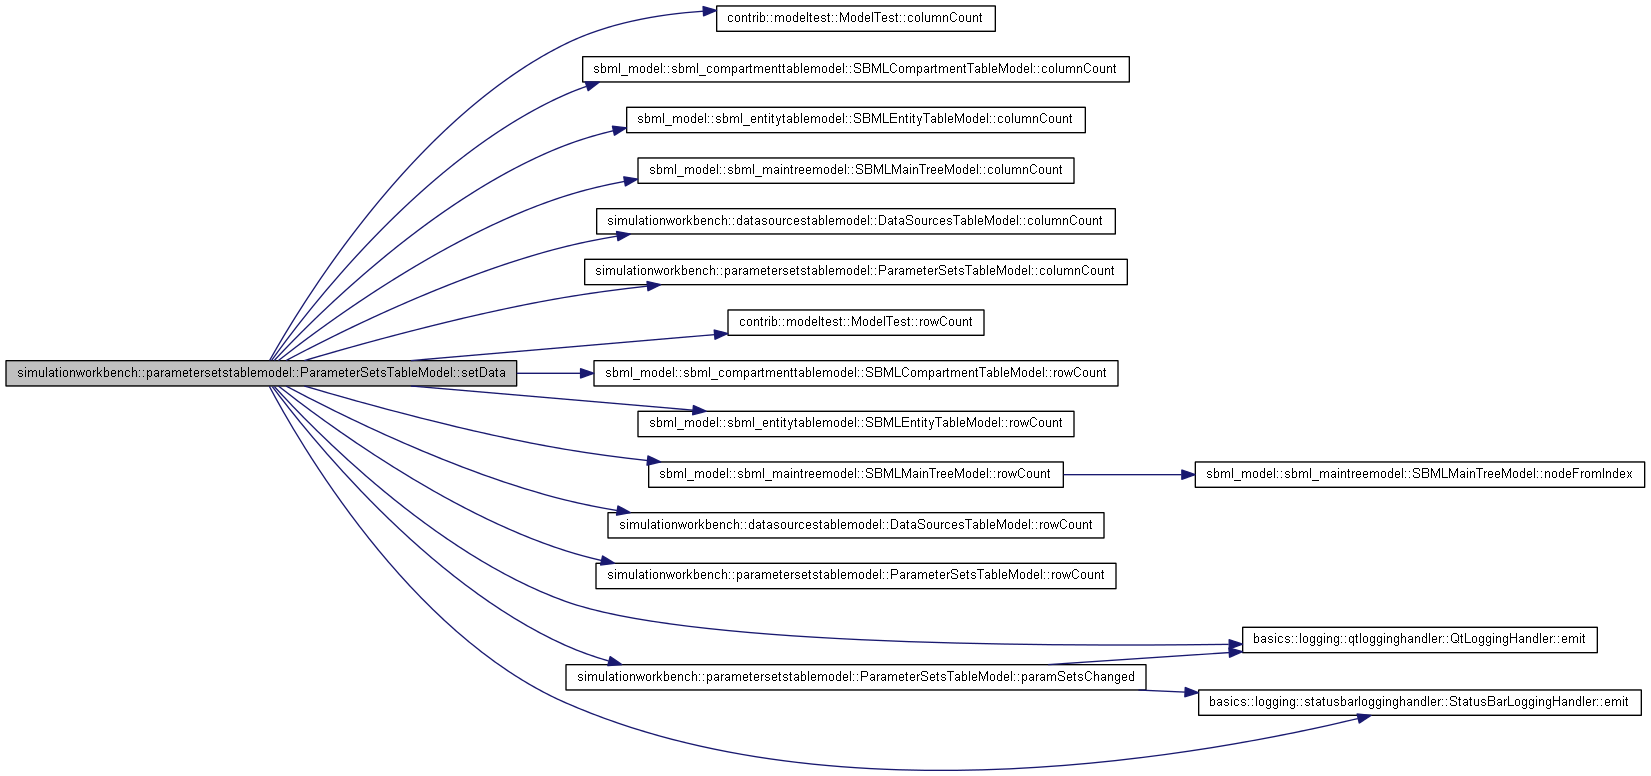 contrib::modeltest::ModelTest::columnCount
sbml_model::sbml_compartmenttablemodel::SBMLCompartmentTableModel::columnCount
sbml_model::sbml_entitytablemodel::SBMLEntityTableModel::columnCount
sbml_model::sbml_maintreemodel::SBMLMainTreeModel::columnCount
simulationworkbench::datasourcestablemodel::DataSourcesTableModel::columnCount
simulationworkbench::parametersetstablemodel::ParameterSetsTableModel::columnCount
contrib::modeltest::ModelTest::rowCount
simulationworkbench::parametersetstablemodel::ParameterSetsTableModel::setData
sbml_model::sbml_compartmenttablemodel::SBMLCompartmentTableModel::rowCount
sbml_model::sbml_entitytablemodel::SBMLEntityTableModel::rowCount
sbml_model::sbml_maintreemodel::SBMLMainTreeModel::rowCount
sbml_model::sbml_maintreemodel::SBMLMainTreeModel::nodeFromIndex
simulationworkbench::datasourcestablemodel::DataSourcesTableModel::rowCount
simulationworkbench::parametersetstablemodel::ParameterSetsTableModel::rowCount
basics::logging::qtlogginghandler::QtLoggingHandler::emit
simulationworkbench::parametersetstablemodel::ParameterSetsTableModel::paramSetsChanged
basics::logging::statusbarlogginghandler::StatusBarLoggingHandler::emit